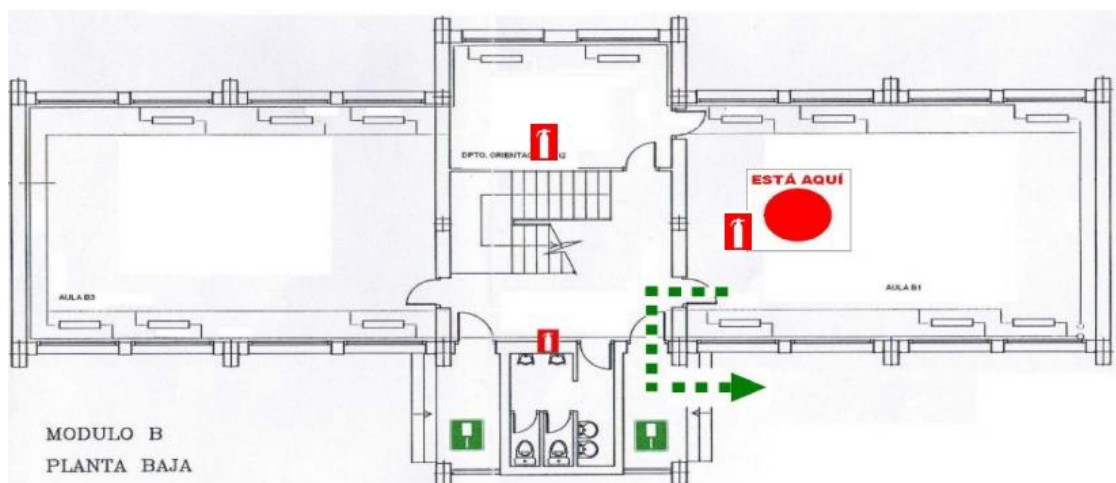 DPTO. ORIENTAC
ESTÁ AQUÍ
AULA B3
AULA B1
MODULO B
PLANTA BAJA